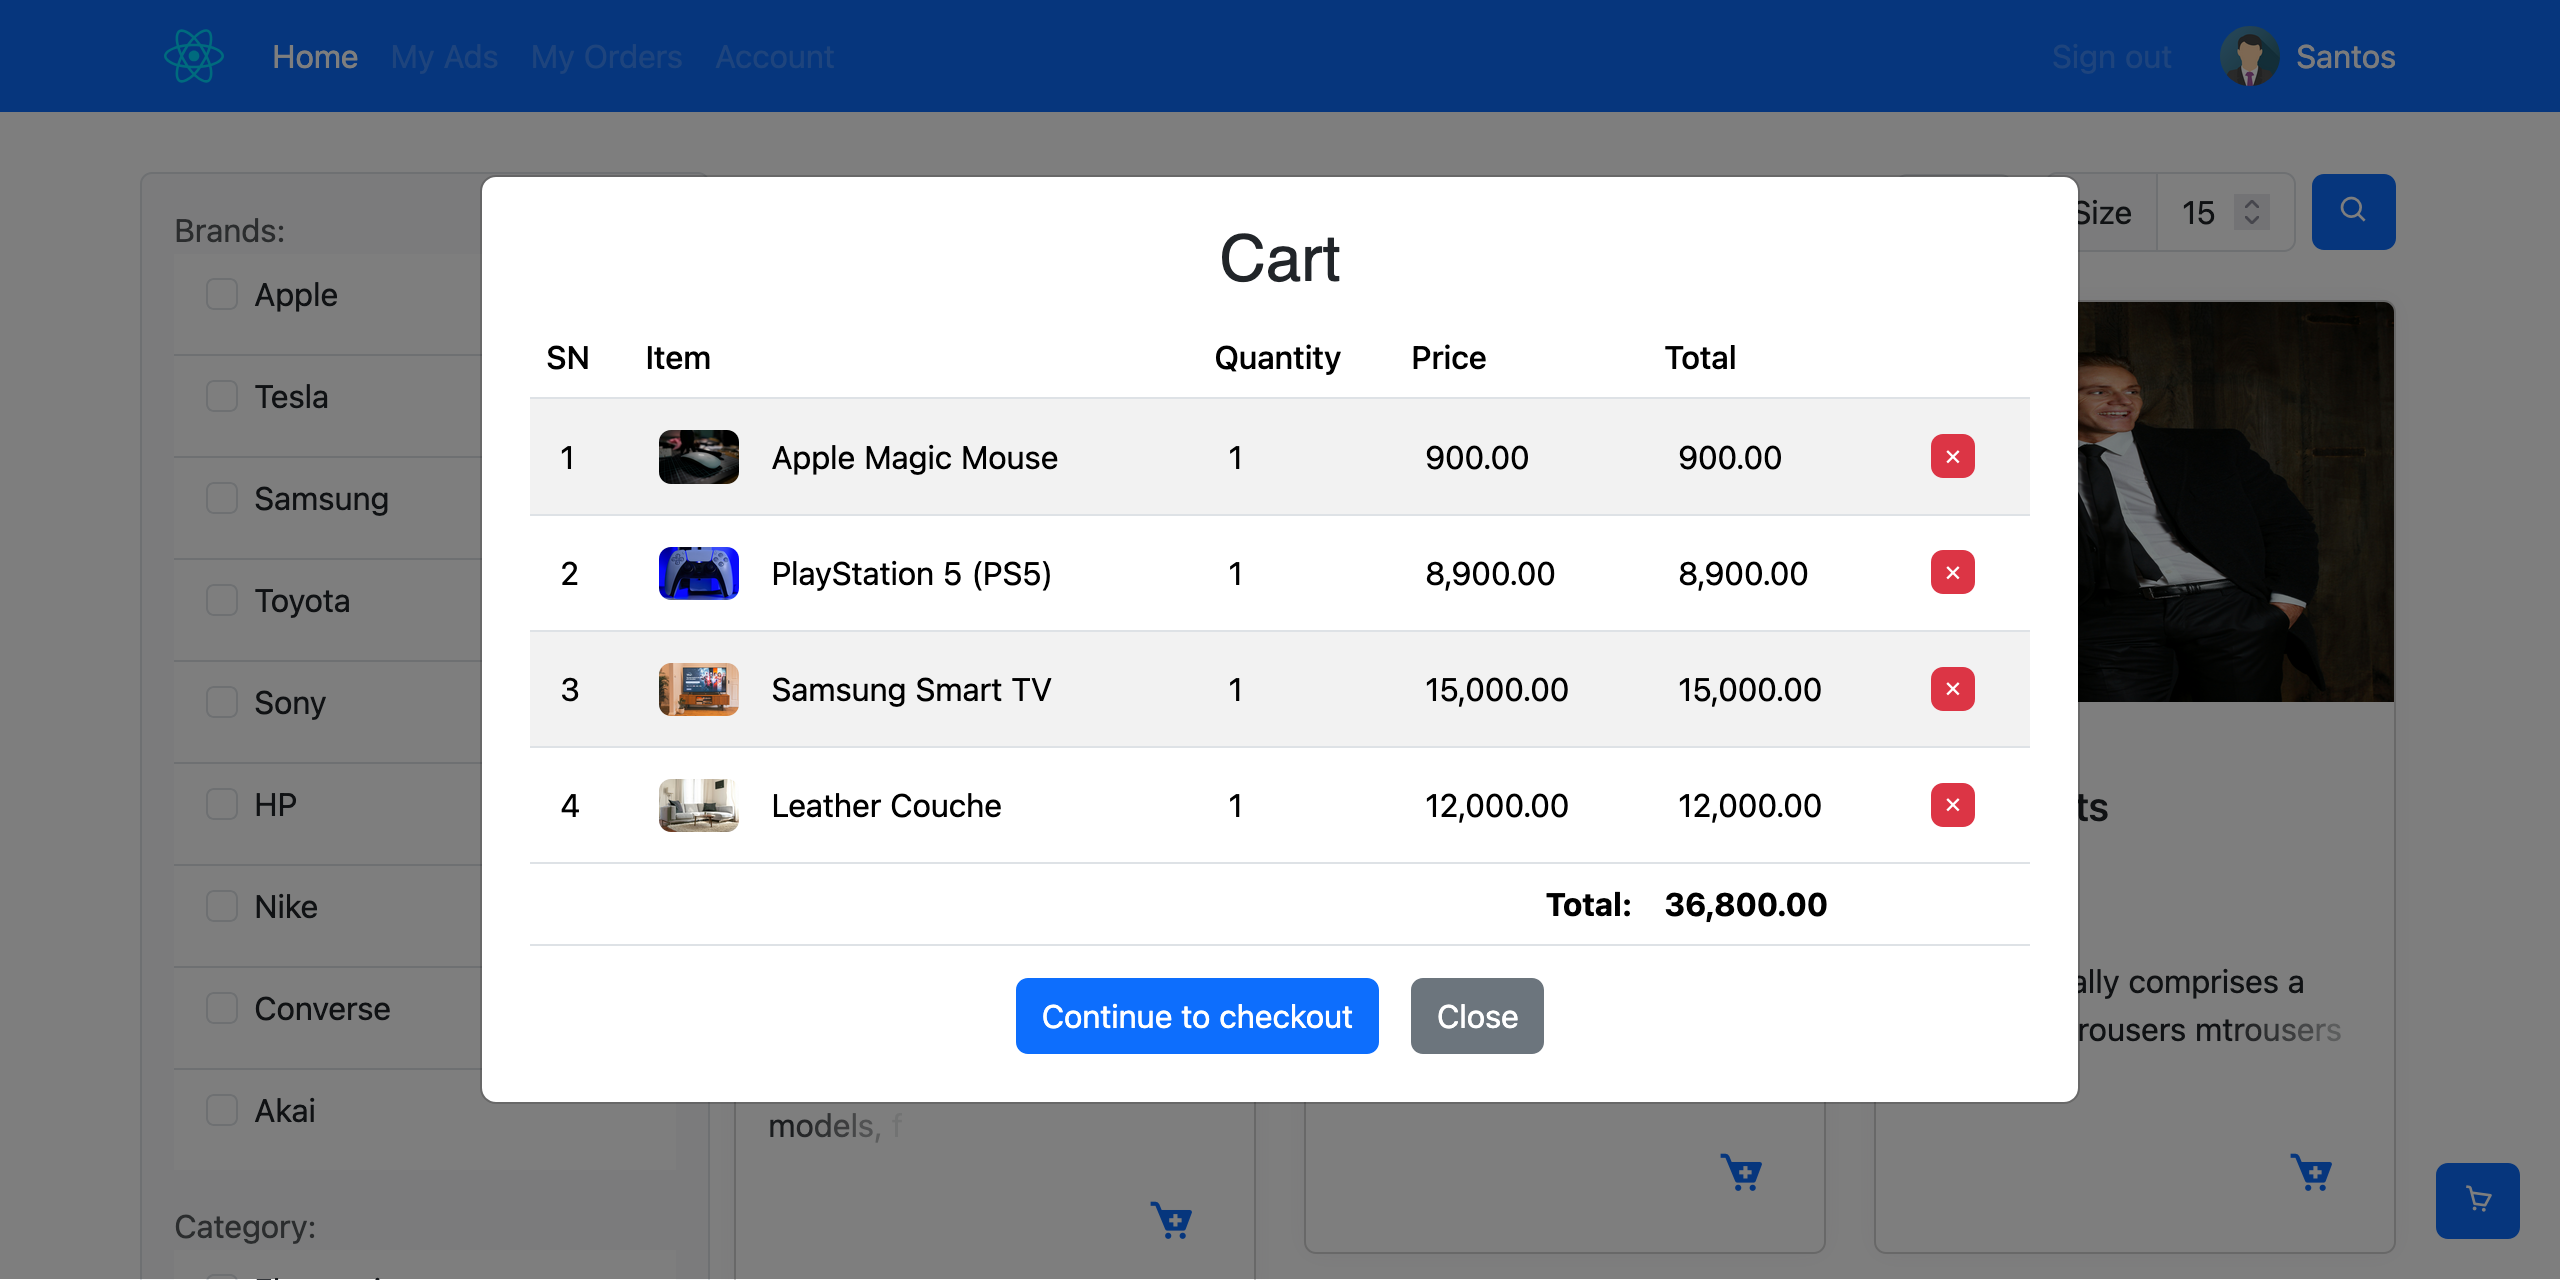 Home My Ads My Orders Account Sign out Santos
Size 15
Brands:
Apple
Tesla
Samsung
Toyota
Sony
HP
Nike
Converse
Akai
Category:
Cart
SN Item Quantity Price Total
1 Apple Magic Mouse 1 900.00 900.00
2 PlayStation 5 (PS5) 1 8,900.00 8,900.00
3 Samsung Smart TV 1 15,000.00 15,000.00
4 Leather Couche 1 12,000.00 12,000.00
Total: 36,800.00
Continue to checkout Close
models, f
ts
ally comprises a
rousers mtrousers